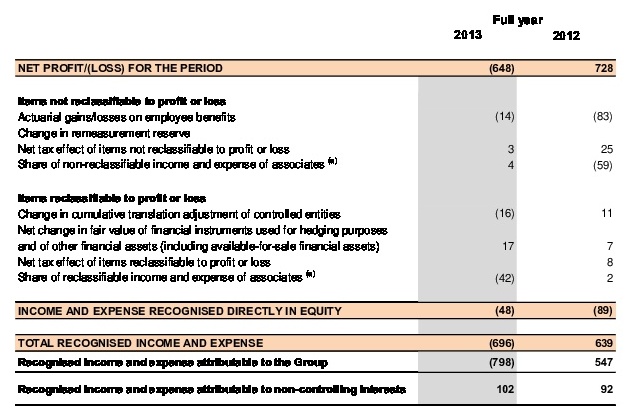 Full year
2013 2012
NET PROFIT/(LOSS) FOR THE PERIOD (648) 728
Items not reclassifiable to profit or loss
Actuarial gains/losses on employee benefits (14) (83)
Change in remeasurement reserve
Net tax effect of items not reclassifiable to profit or loss 3 25
Share of non-reclassifiable income and expense of associates (a) 4 (59)
Items reclassifiable to profit or loss
Change in cumulative translation adjustment of controlled entities (16) 11
Net change in fair value of financial instruments used for hedging purposes
and of other financial assets (including available-for-sale financial assets) 17 7
Net tax effect of items reclassifiable to profit or loss 8
Share of reclassifiable income and expense of associates (a) (42) 2
INCOME AND EXPENSE RECOGNISED DIRECTLY IN EQUITY (48) (89)
TOTAL RECOGNISED INCOME AND EXPENSE (696) 639
Recognised income and expense attributable to the Group (798) 547
Recognised income and expense attributable to non-controlling interests 102 92